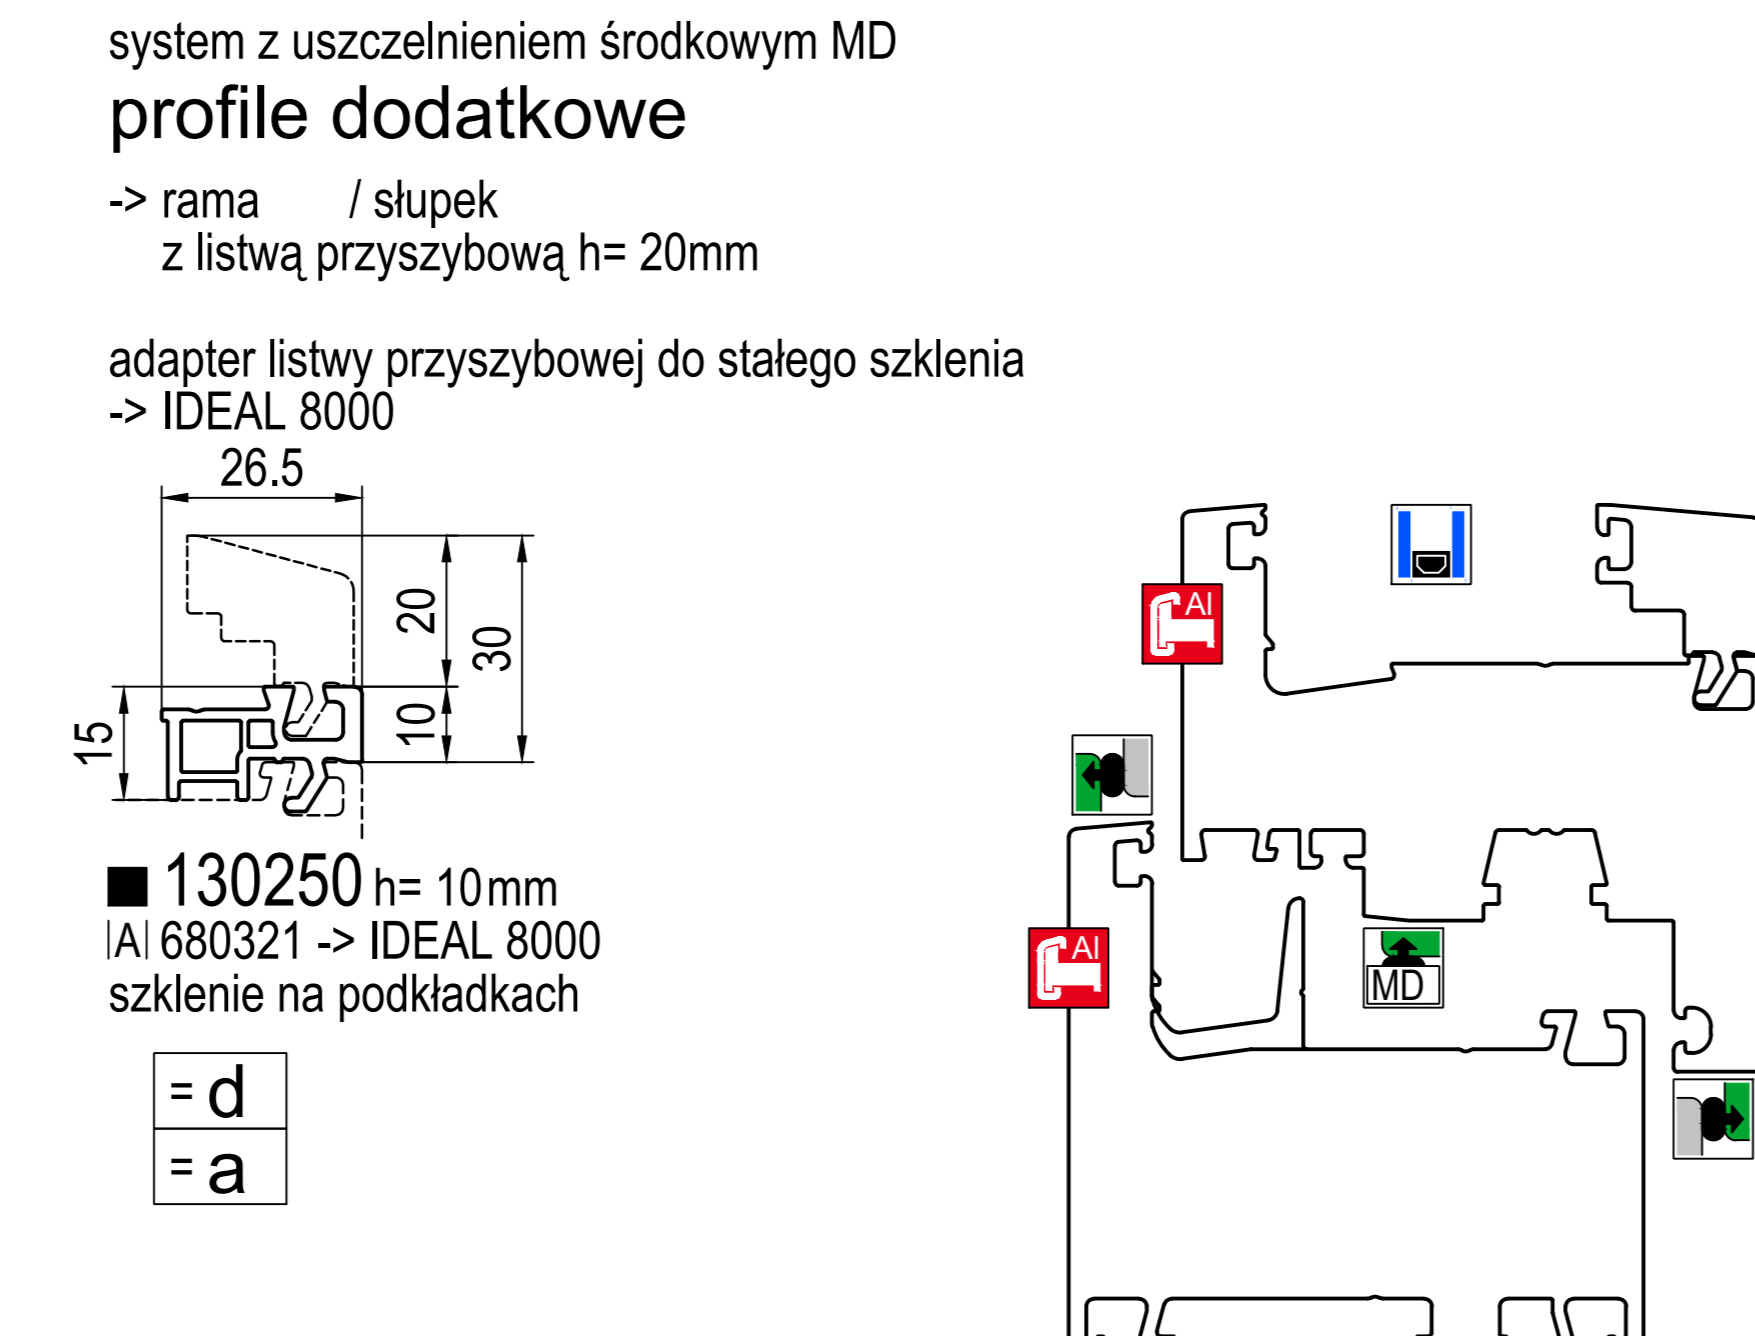 system z uszczelnieniem środkowym MD
profile dodatkowe
-> rama / słupek
z listwą przyszybową h= 20mm
adapter listwy przyszybowej do stałego szklenia
-> IDEAL 8000
26.5
20
30
15
10
■ 130250 h= 10mm
|A| 680321 -> IDEAL 8000
szklenie na podkładkach
= d
= a
Al
Al
MD